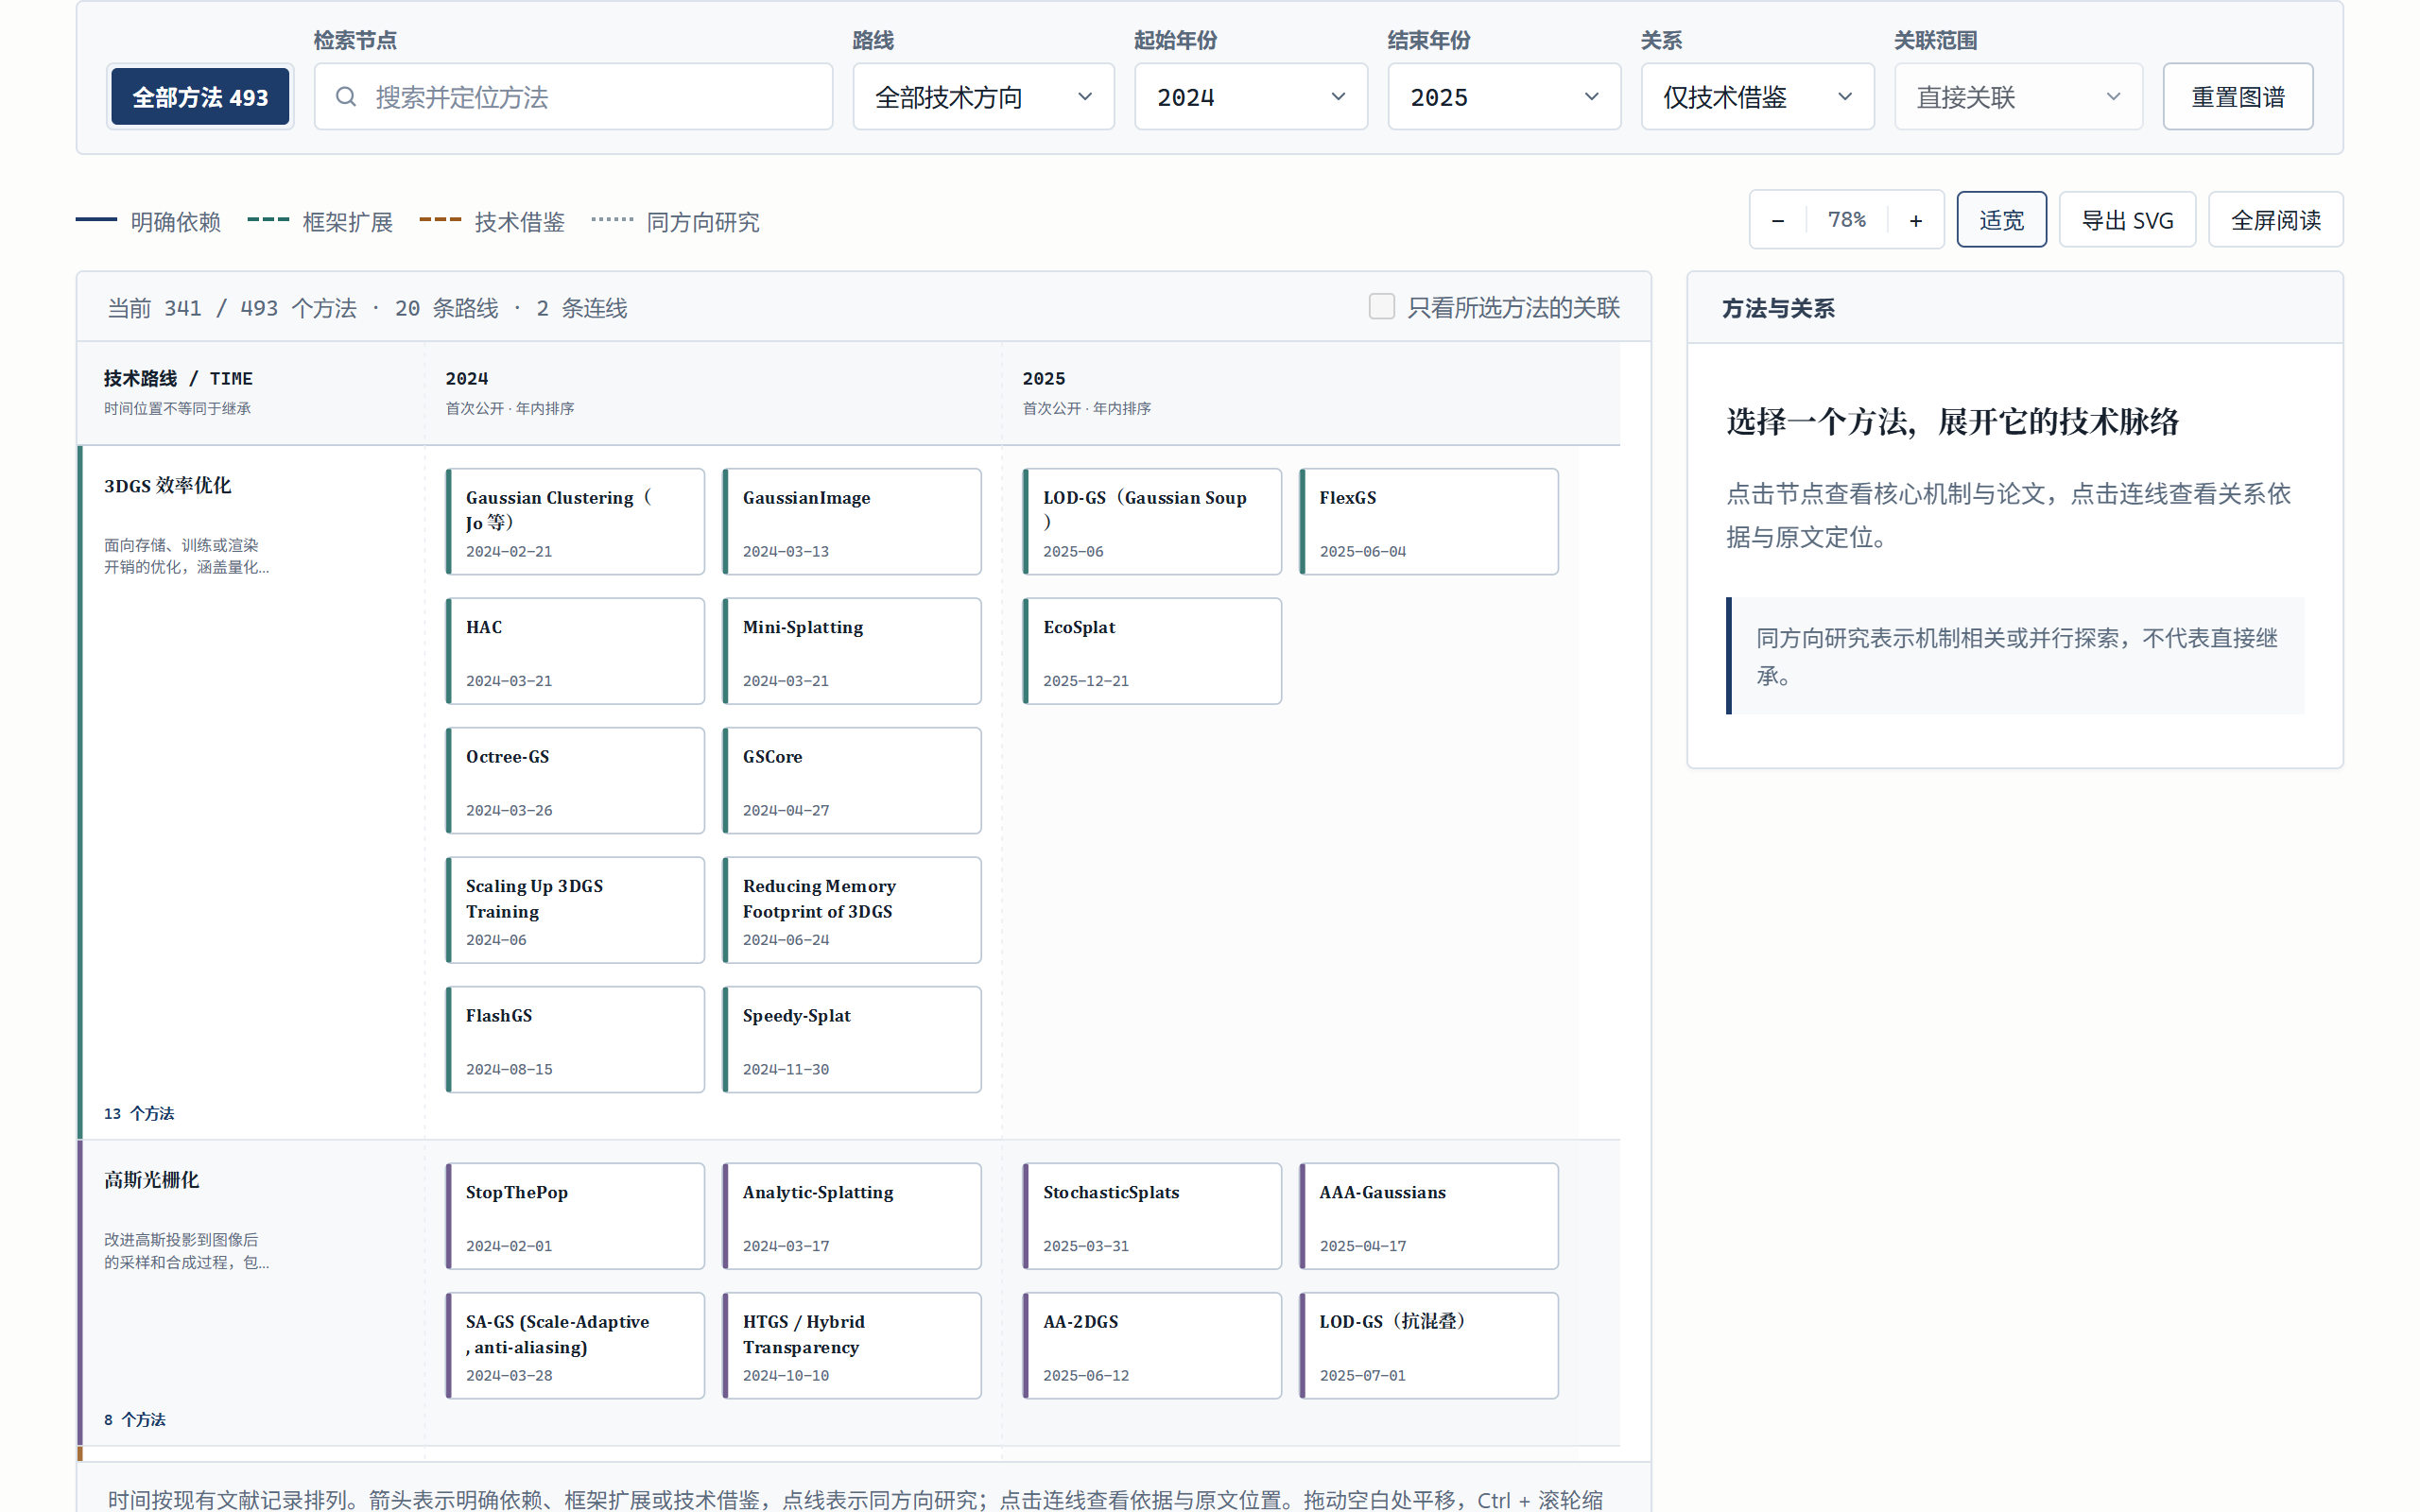 检索节点
路线
起始年份
结束年份
关系
关联范围
全部方法 493
搜索并定位方法
全部技术方向
2024
2025
仅技术借鉴
直接关联
重置图谱
明确依赖
框架扩展
技术借鉴
同方向研究
− 78% +
适宽
导出 SVG
全屏阅读
当前 341 / 493 个方法 · 20 条路线 · 2 条连线
只看所选方法的关联
技术路线 / TIME
时间位置不等同于继承
2024
首次公开 · 年内排序
2025
首次公开 · 年内排序
3DGS 效率优化
面向存储、训练或渲染
开销的优化，涵盖量化...
13 个方法
Gaussian Clustering（
Jo 等）
2024-02-21
GaussianImage
2024-03-13
LOD-GS（Gaussian Soup
）
2025-06
FlexGS
2025-06-04
HAC
2024-03-21
Mini-Splatting
2024-03-21
EcoSplat
2025-12-21
Octree-GS
2024-03-26
GSCore
2024-04-27
Scaling Up 3DGS
Training
2024-06
Reducing Memory
Footprint of 3DGS
2024-06-24
FlashGS
2024-08-15
Speedy-Splat
2024-11-30
高斯光栅化
改进高斯投影到图像后
的采样和合成过程，包...
8 个方法
StopThePop
2024-02-01
Analytic-Splatting
2024-03-17
StochasticSplats
2025-03-31
AAA-Gaussians
2025-04-17
SA-GS (Scale-Adaptive
, anti-aliasing)
2024-03-28
HTGS / Hybrid
Transparency
2024-10-10
AA-2DGS
2025-06-12
LOD-GS（抗混叠）
2025-07-01
时间按现有文献记录排列。箭头表示明确依赖、框架扩展或技术借鉴，点线表示同方向研究；点击连线查看依据与原文位置。拖动空白处平移，Ctrl + 滚轮缩
方法与关系
选择一个方法，展开它的技术脉络
点击节点查看核心机制与论文，点击连线查看关系依
据与原文定位。
同方向研究表示机制相关或并行探索，不代表直接继
承。